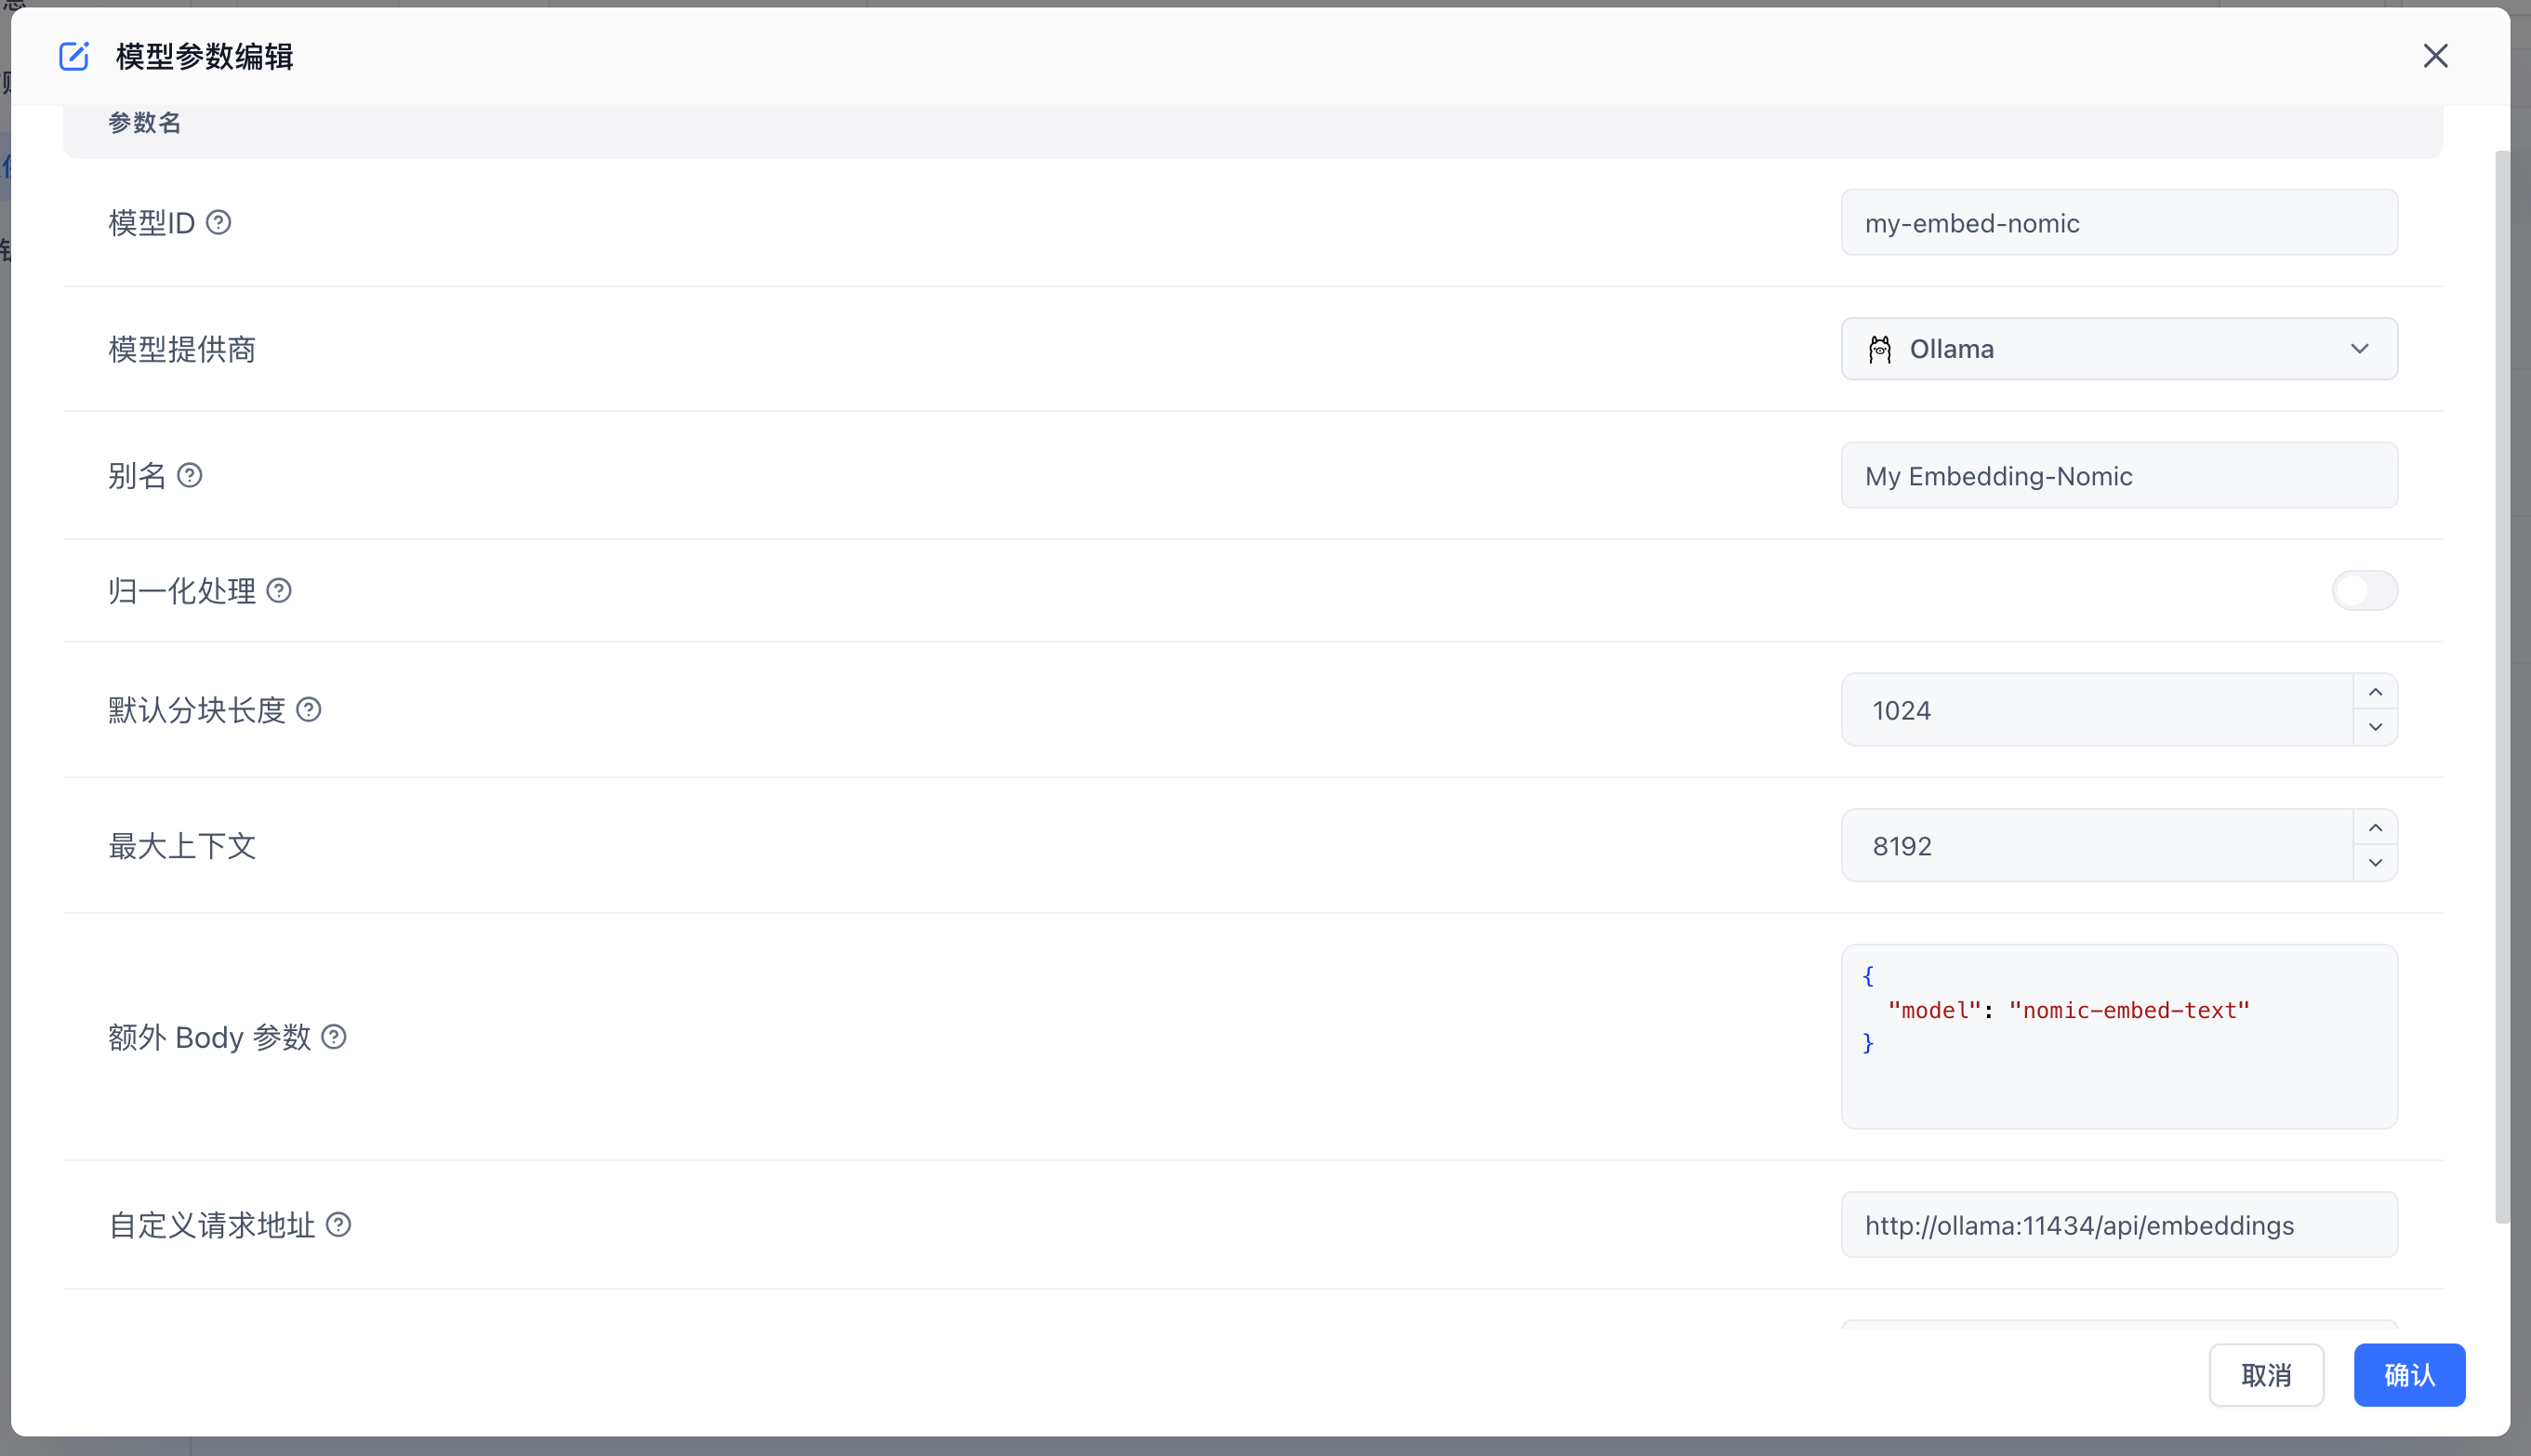 模型参数编辑
参数名
模型ID
my-embed-nomic
模型提供商
Ollama
别名
My Embedding-Nomic
归一化处理
默认分块长度
1024
最大上下文
8192
额外 Body 参数
{
"model": "nomic-embed-text"
}
自定义请求地址
http://ollama:11434/api/embeddings
取消
确认